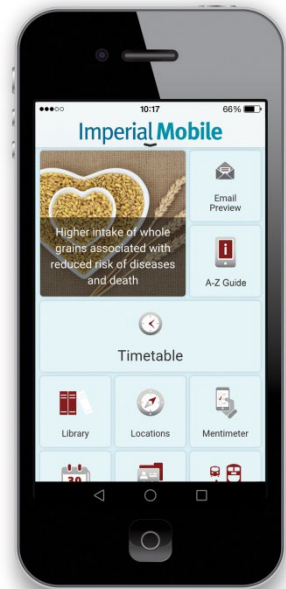 10:17
66%
Imperial Mobile
Higher intake of whole
grains associated with
reduced risk of diseases
and death
Email
Preview
i
A-Z Guide
Timetable
Library
Locations
Mentimeter
30